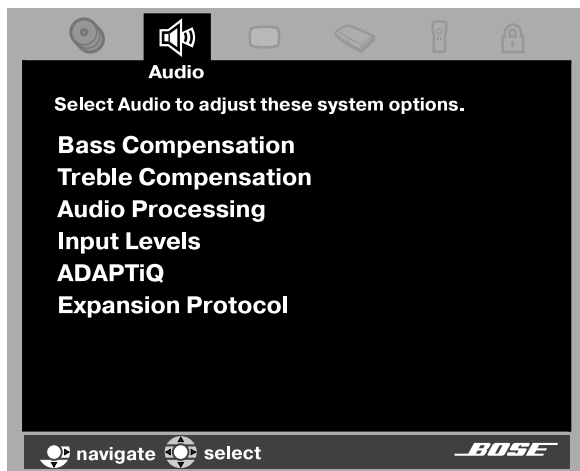 Audio
Select Audio to adjust these system options.
Bass Compensation
Treble Compensation
Audio Processing
Input Levels
ADAPTiQ
Expansion Protocol
navigate select BOSE